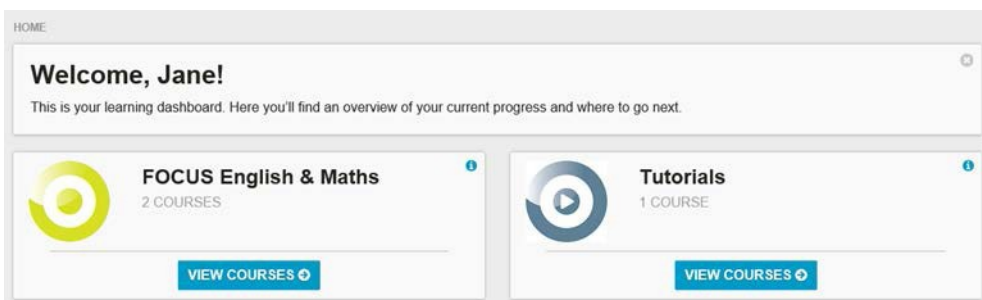 HOME
Welcome, Jane!
This is your learning dashboard. Here you'll find an overview of your current progress and where to go next.
FOCUS English & Maths
2 COURSES
VIEW COURSES
Tutorials
1 COURSE
VIEW COURSES